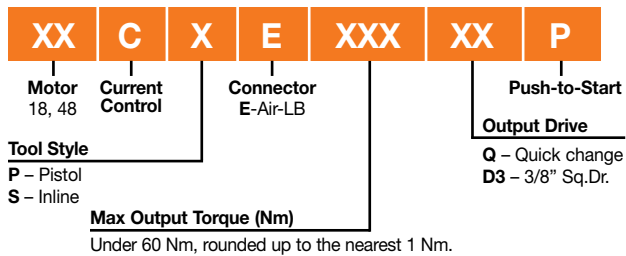 XX C X E XXX XX P
Motor
18, 48
Current
Control
Connector
E-Air-LB
Push-to-Start
Output Drive
Q – Quick change
D3 – 3/8” Sq.Dr.
Tool Style
P – Pistol
S – Inline
Max Output Torque (Nm)
Under 60 Nm, rounded up to the nearest 1 Nm.